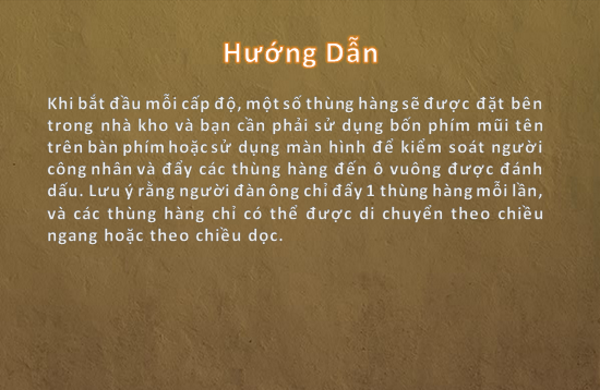 Hướng Dẫn
Khi bắt đầu mỗi cấp độ, một số thùng hàng sẽ được đặt bên
trong nhà kho và bạn cần phải sử dụng bốn phím mũi tên
trên bàn phím hoặc sử dụng màn hình để kiểm soát người
công nhân và đẩy các thùng hàng đến ô vuông được đánh
dấu. Lưu ý rằng người đàn ông chỉ đẩy 1 thùng hàng mỗi lần,
và các thùng hàng chỉ có thể được di chuyển theo chiều
ngang hoặc theo chiều dọc.